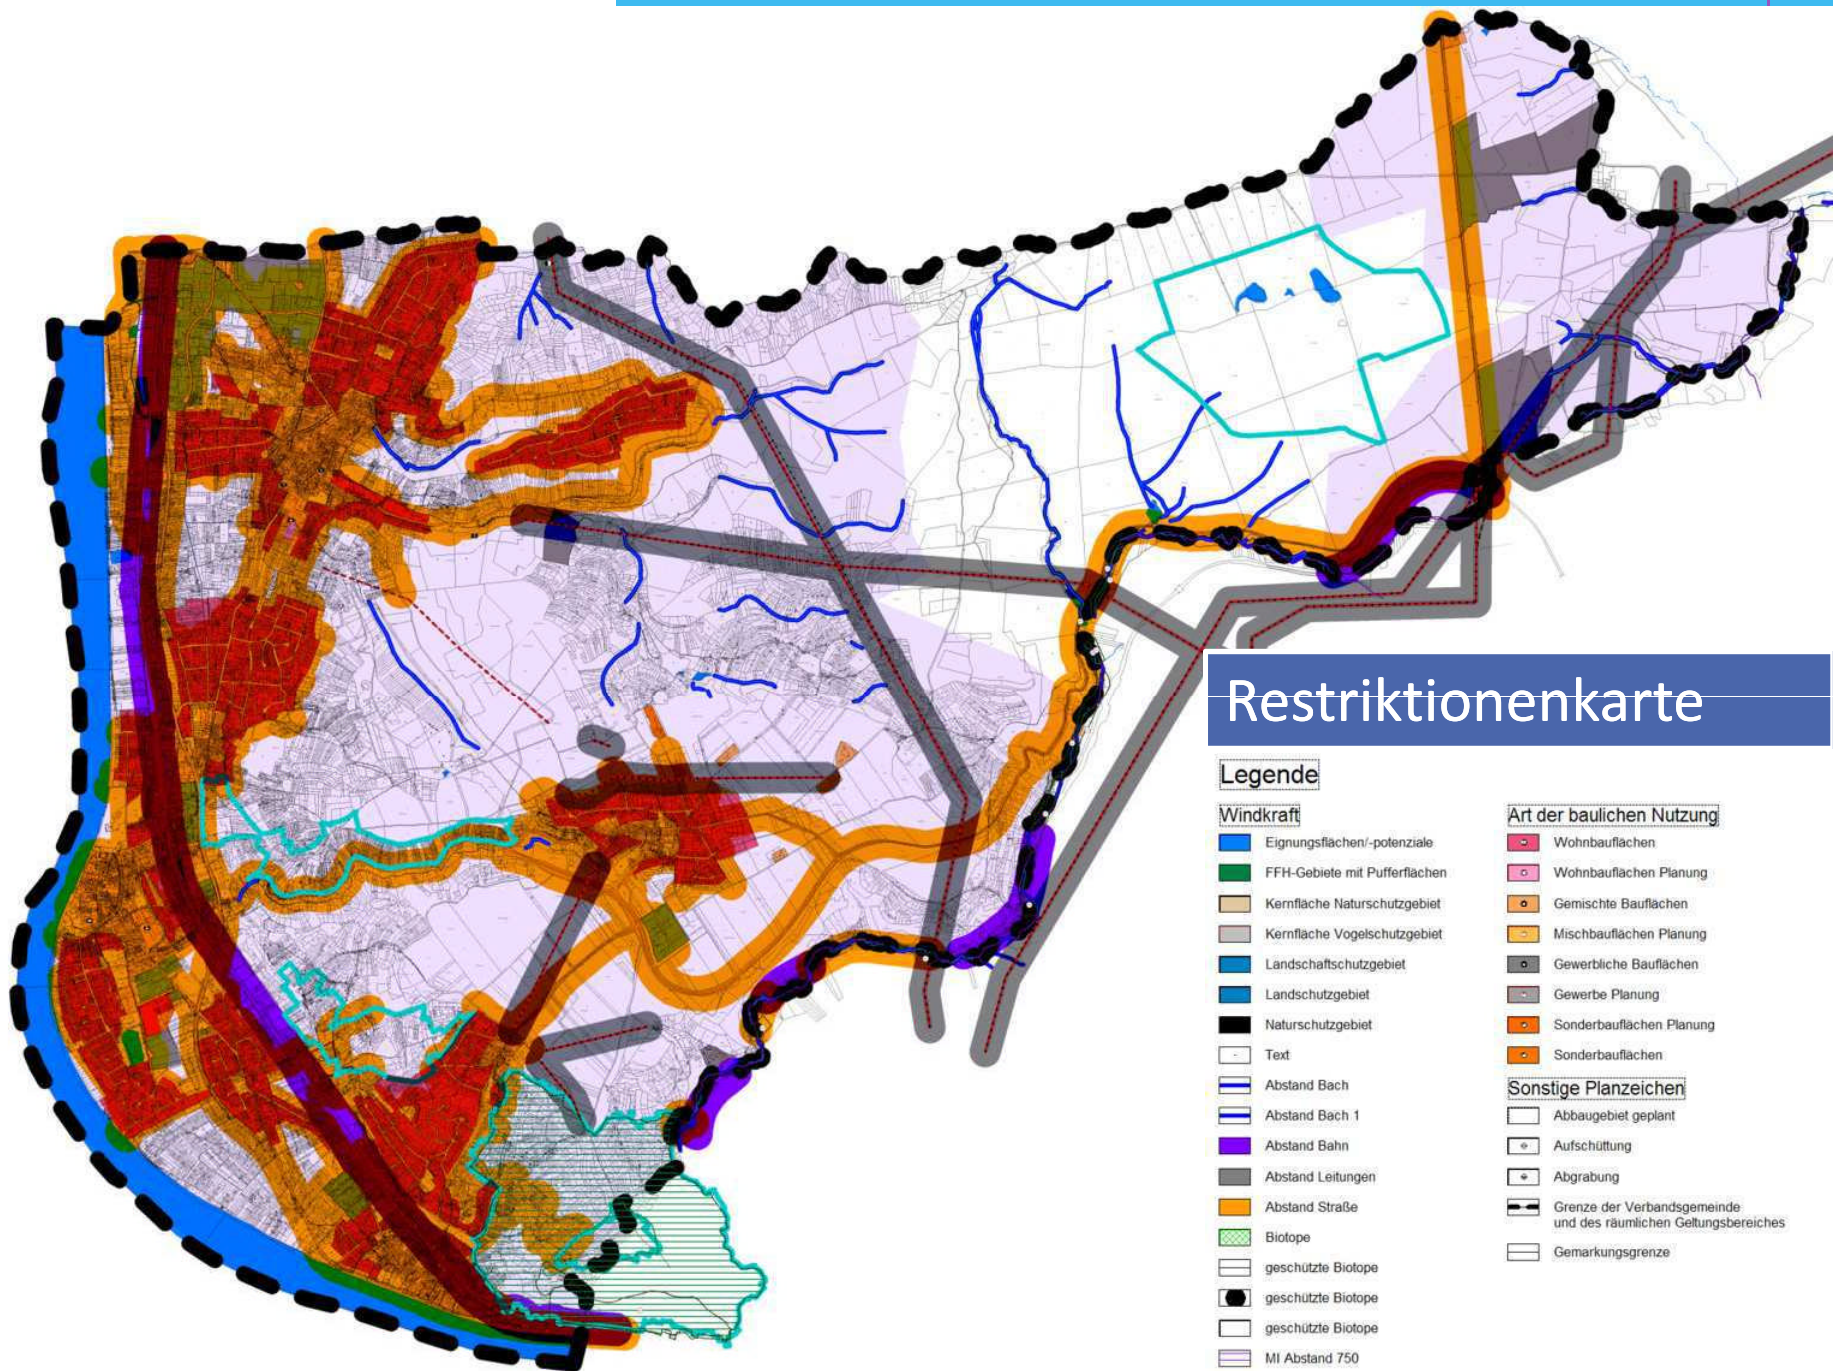 Restriktionenkarte
Legende
Windkraft
Eignungsflächen/-potenziale
FFH-Gebiete mit Pufferflächen
Kernfläche Naturschutzgebiet
Kernfläche Vogelschutzgebiet
Landschaftschutzgebiet
Landschutzgebiet
Naturschutzgebiet
Text
Abstand Bach
Abstand Bach 1
Abstand Bahn
Abstand Leitungen
Abstand Straße
Biotope
geschützte Biotope
geschützte Biotope
geschützte Biotope
MI Abstand 750
Art der baulichen Nutzung
Wohnbauflächen
Wohnbauflächen Planung
Gemischte Bauflächen
Mischbauflächen Planung
Gewerbliche Bauflächen
Gewerbe Planung
Sonderbauflächen Planung
Sonderbauflächen
Sonstige Planzeichen
Abbaugebiet geplant
Aufschüttung
Abgrabung
Grenze der Verbandsgemeinde
und des räumlichen Geltungsbereiches
Gemarkungsgrenze